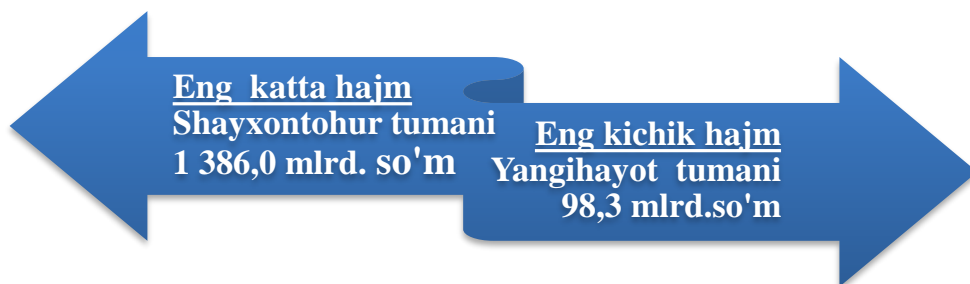 Eng katta hajm
Shayxontohur tumani
1 386,0 mlrd. so'm
Eng kichik hajm
Yangihayot tumani
98,3 mlrd.so'm